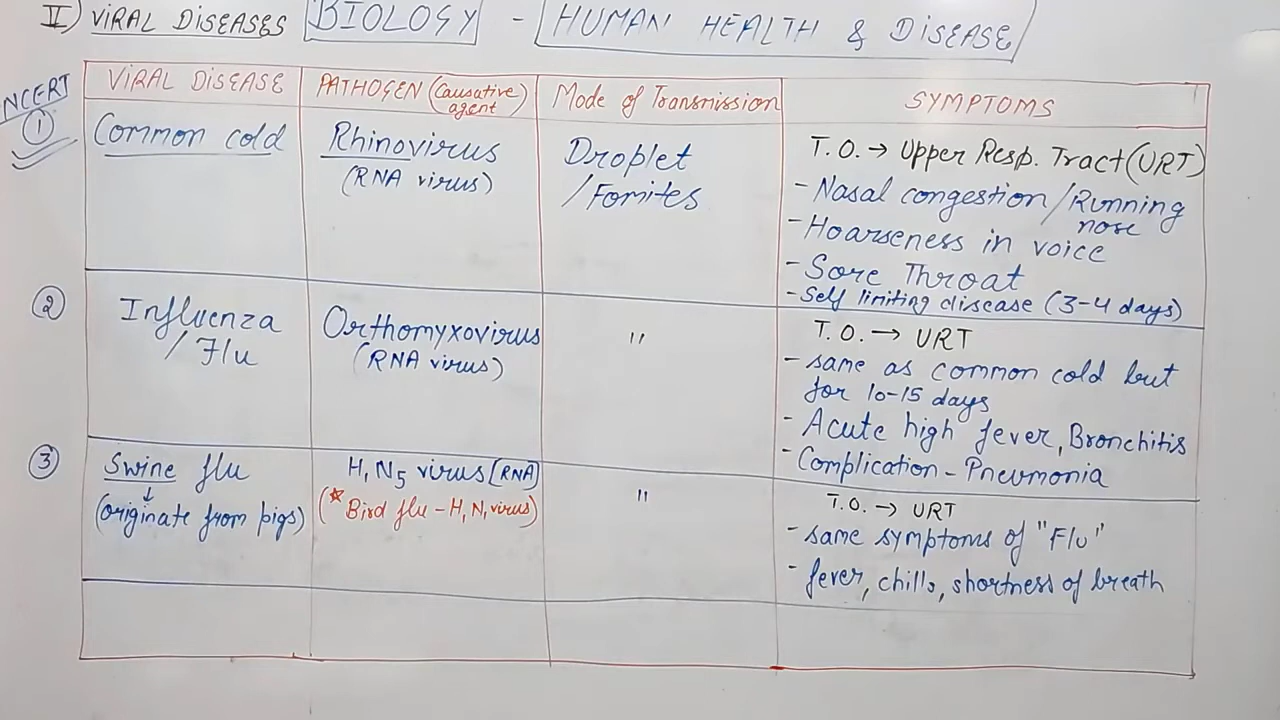 V) VIRAL DISEASES BIOLOGY - HUMAN HEALTH & DISEASE
NCERT
VIRAL DISEASE PATHOGEN (Causative agent) Mode of Transmission SYMPTOMS
① Common cold
Rhinovirus
(RNA virus)
Droplet
/Fomites
T.O. → Upper Resp. Tract (URT)
- Nasal congestion/Running nose
- Hoarseness in voice
- Sore Throat
- Self limiting disease (3-4 days)
② Influenza
/Flu
Orthomyxovirus
(RNA virus)
"
T.O. → URT
- same as common cold but
for 10-15 days
- Acute high fever, Bronchitis
- Complication - Pneumonia
③ Swine flu
↓
(originate from pigs)
H₁N₅ virus (RNA)
(*Bird flu - H₁N₁ virus)
"
T.O. → URT
- same symptoms of "Flu"
- fever, chills, shortness of breath